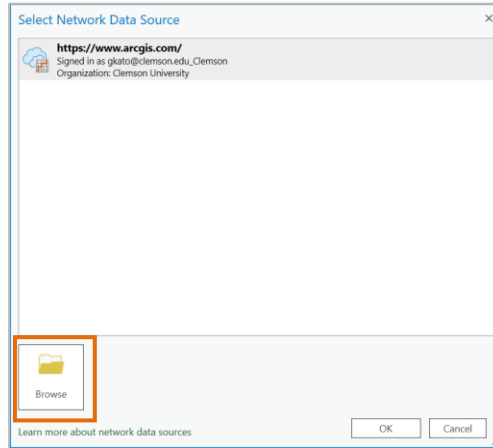 Select Network Data Source
https://www.arcgis.com/
Signed in as gkato@clemson.edu_Clemson
Organization: Clemson University
Browse
Learn more about network data sources
OK
Cancel